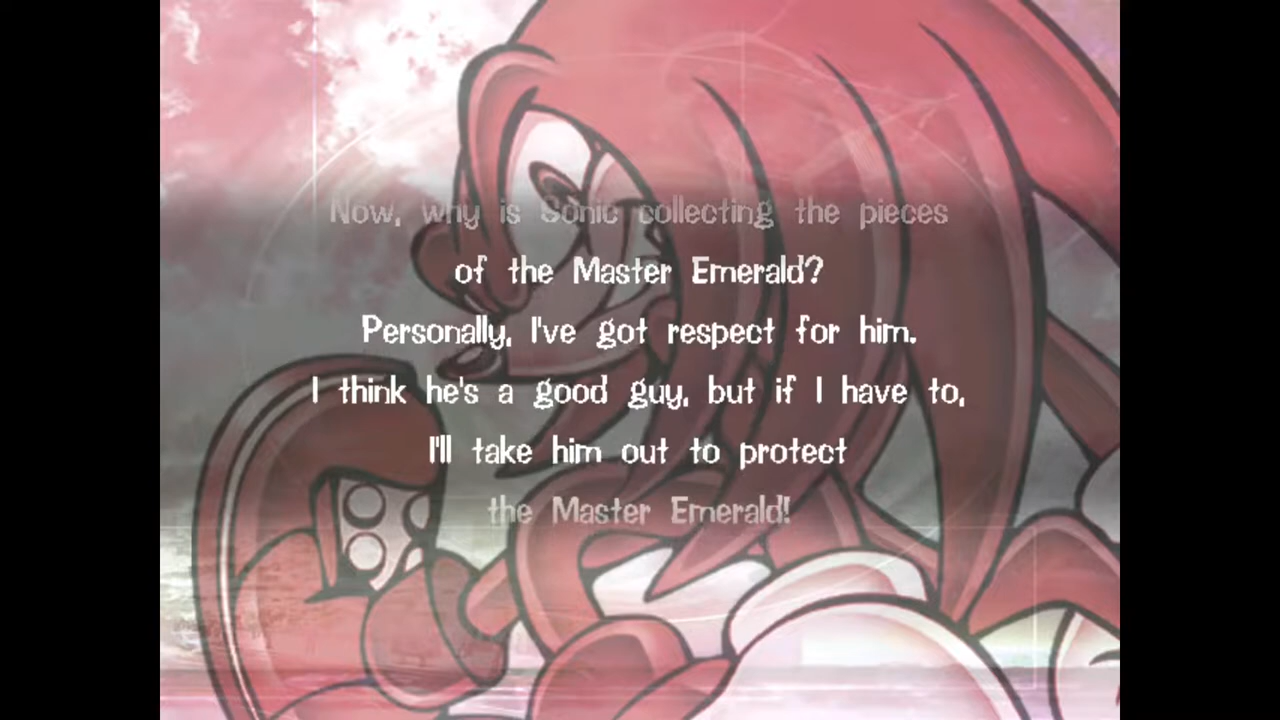 Now, why is Sonic collecting the pieces
of the Master Emerald?
Personally, I've got respect for him.
I think he's a good guy, but if I have to,
I'll take him out to protect
the Master Emerald!